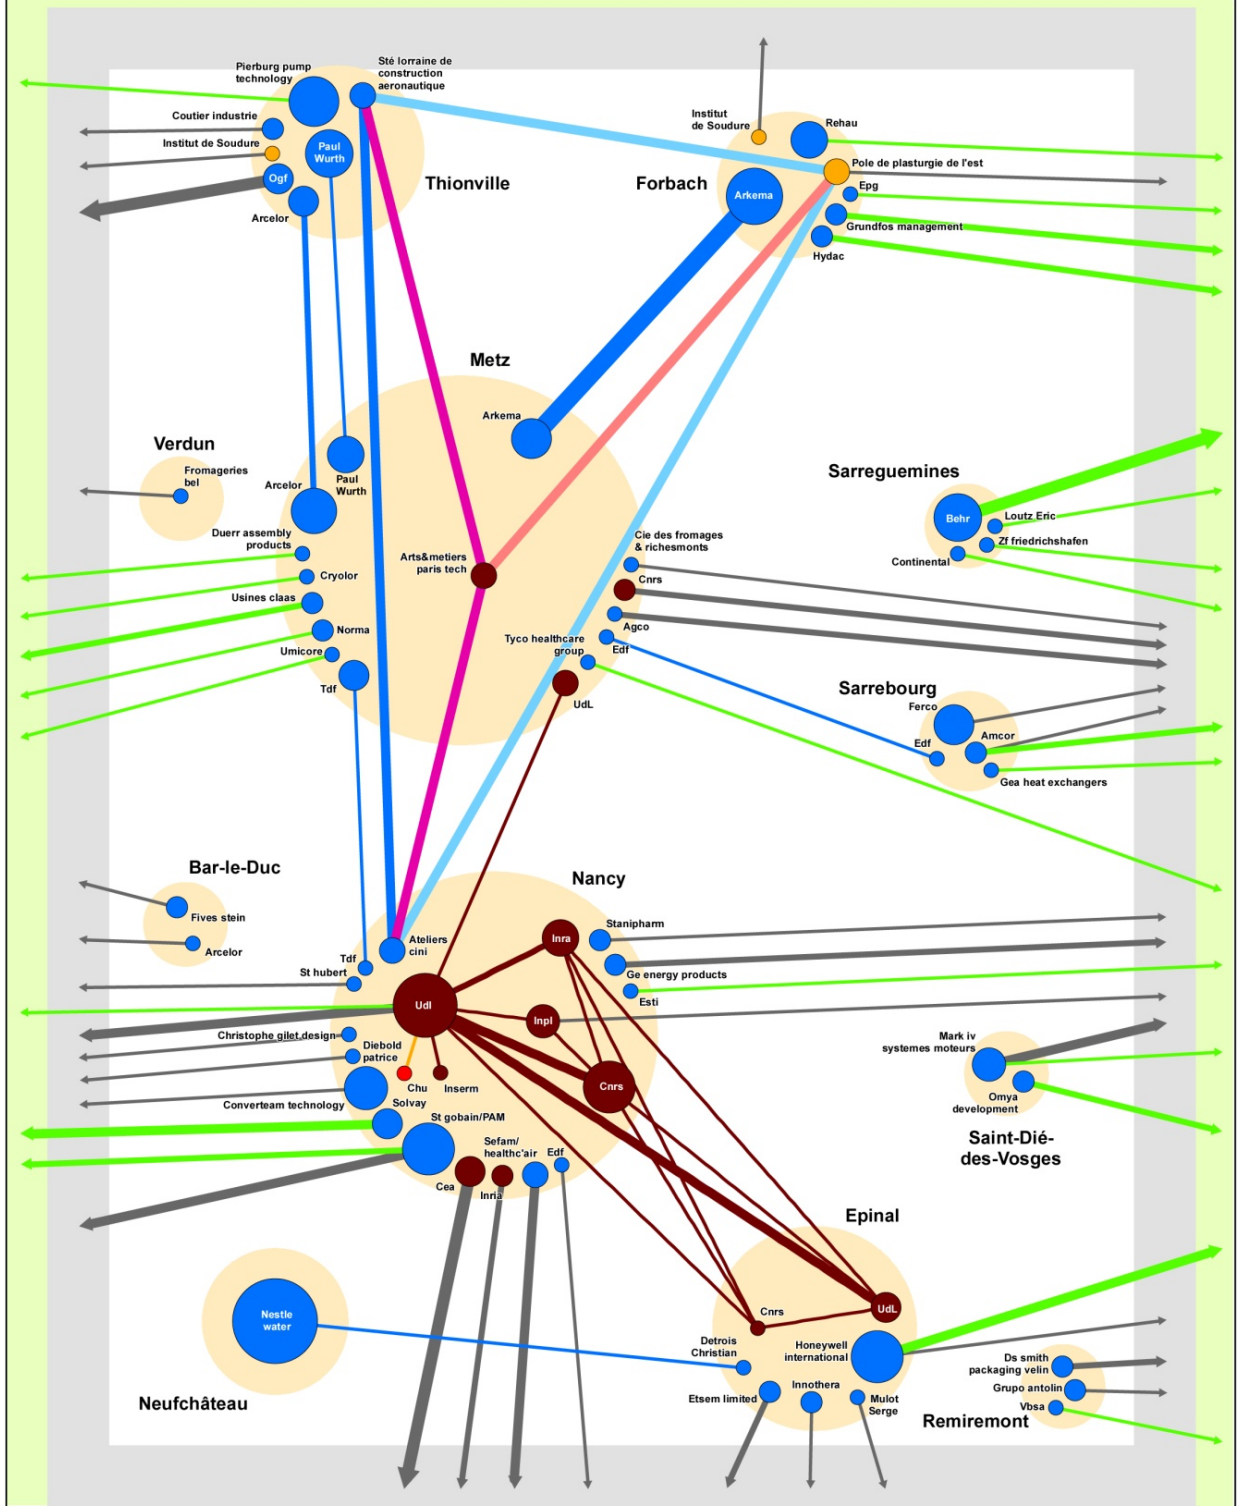 Pierburg pump
technology
Sté lorraine de
construction
aeronautique
Coutier industrie
Institut de Soudure
Paul
Wurth
Ogf
Arcelor
Thionville
Institut
de Soudure
Rehau
Pole de plasturgie de l'est
Forbach
Arkema
Epg
Grundfos management
Hydac
Metz
Arkema
Verdun
Fromageries
bel
Arcelor
Paul
Wurth
Duerr assembly
products
Cryolor
Usines claas
Norma
Umicore
Tdf
Arts&metiers
paris tech
Cie des fromages
& richesmonts
Cnrs
Agco
Edf
Tyco healthcare
group
UdL
Sarreguemines
Behr
Loutz Eric
Zf friedrichshafen
Continental
Sarrebourg
Ferco
Amcor
Edf
Gea heat exchangers
Bar-le-Duc
Fives stein
Arcelor
Nancy
Ateliers
cini
Tdf
St hubert
Inra
Stanipharm
Ge energy products
Esti
Udl
Inpl
Christophe gilet.design
Diebold
patrice
Chu
Inserm
Cnrs
Converteam technology
Solvay
St gobain/PAM
Sefam/
healthc'air
Edf
Cea
Inria
Mark iv
systemes moteurs
Omya
development
Saint-Dié-
des-Vosges
Epinal
Nestle
water
Neufchâteau
Cnrs
UdL
Detrois
Christian
Honeywell
international
Etsem limited
Innothera
Mulot
Serge
Ds smith
packaging velin
Grupo antolin
Vbsa
Remiremont